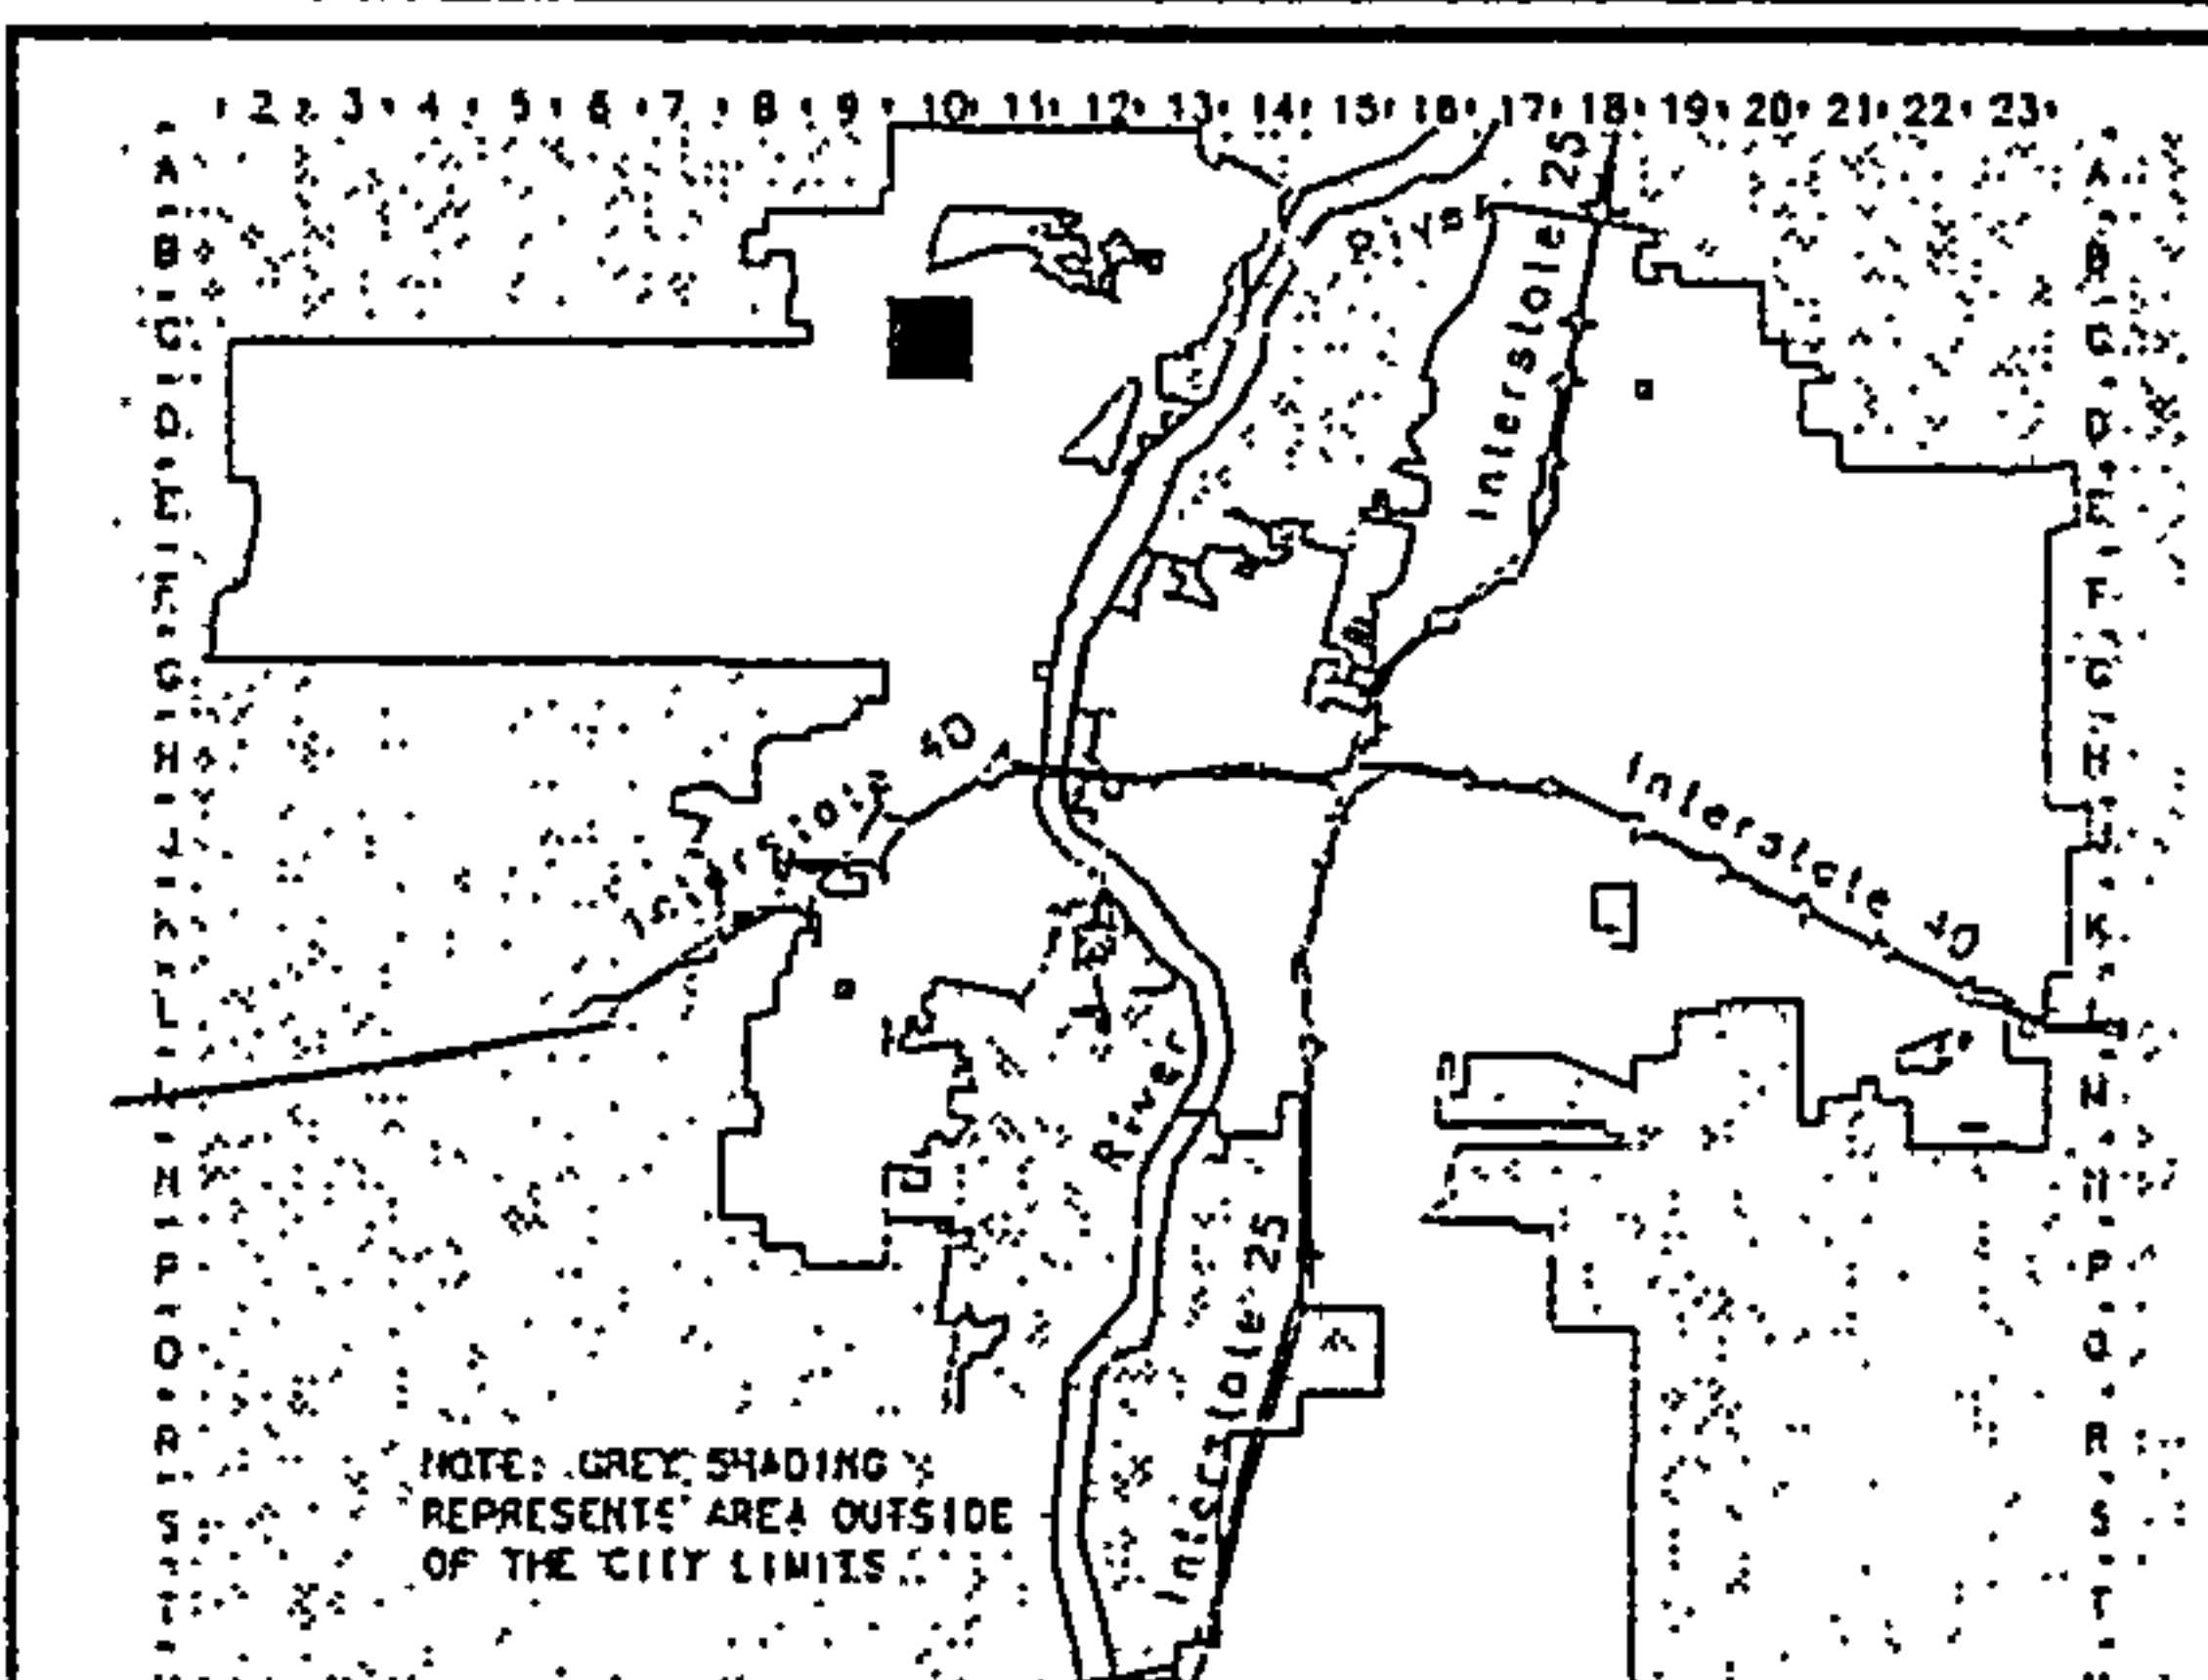 2 3 4 5 6 7 8 9 10 11 12 13 14 15 16 17 18 19 20 21 22 23
A
B
C
D
E
F
G
H
J
K
L
M
N
P
Q
R
S
T
River
Interstate 25
Interstate 25
Interstate 40
Interstate 40
River
Interstate 25
Interstate 25
NOTE: GREY SHADING
REPRESENTS AREA OUTSIDE
OF THE CITY LIMITS
A
B
C
D
E
F
G
H
J
K
L
M
N
P
Q
R
S
T